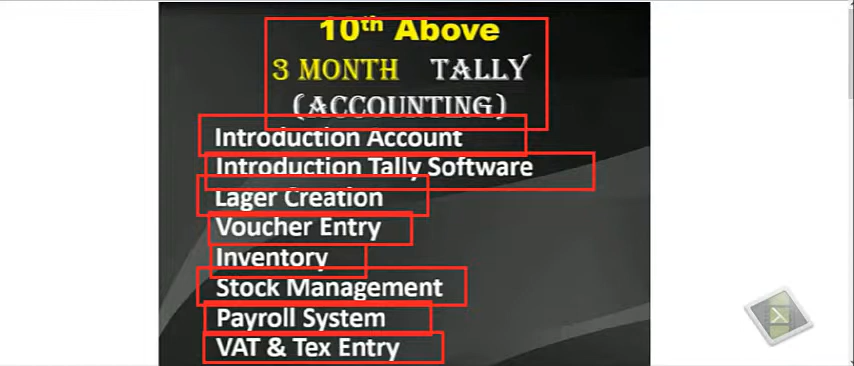 10th Above
3 MONTH TALLY
(ACCOUNTING)
Introduction Account
Introduction Tally Software
Lager Creation
Voucher Entry
Inventory
Stock Management
Payroll System
VAT & Tex Entry